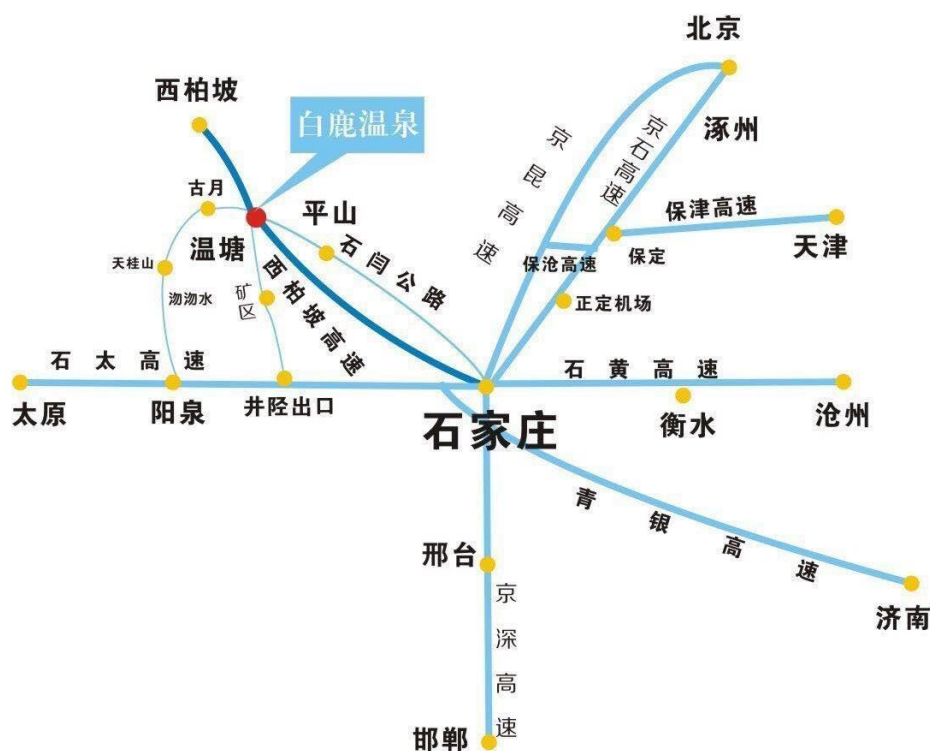 北京
西柏坡
白鹿温泉
涿州
京昆高速
京石高速
古月
平山
保津高速
温塘
石闫公路
天津
天桂山
保沧高速
保定
沕沕水
矿区
西柏坡高速
正定机场
石太高速
石黄高速
太原
阳泉
井陉出口
石家庄
衡水
沧州
青银高速
邢台
京深高速
济南
邯郸